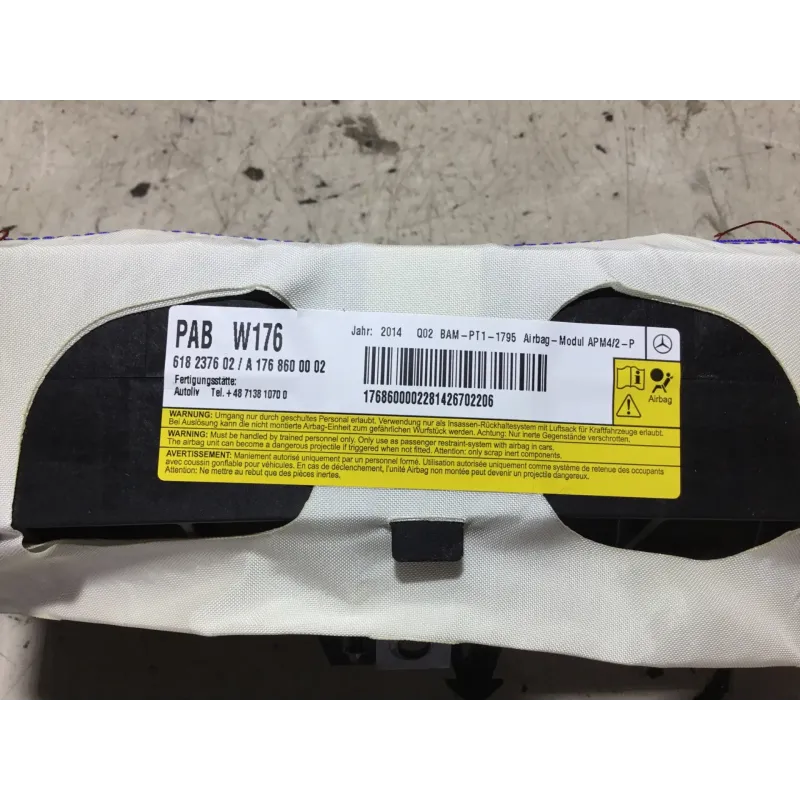 PAB W176
Jahr: 2014 Q02 BAM-PT1-1795 Airbag-Modul APM4/2-P
618 2376 02 / A 176 860 00 02
Fertigungsstätte:
Autoliv Tel. +48 7138 1070 0
1768600002281426702206
i
Airbag
WARNUNG: Umgang nur durch geschultes Personal erlaubt. Verwendung nur als Insassen-Rückhaltesystem mit Luftsack für Kraftfahrzeuge erlaubt.
Bei Auslösung kann die nicht montierte Airbag-Einheit zum gefährlichen Wurfstück werden. Achtung: Nur inerte Gegenstände verschrotten.
WARNING: Must be handled by trained personnel only. Only use as passenger restraint-system with airbag in cars.
The airbag unit can become a dangerous projectile if triggered when not fitted. Attention: only scrap inert components.
AVERTISSEMENT: Maniement autorisé uniquement par un personnel formé. Utilisation autorisée uniquement comme système de retenue des occupants
avec coussin gonflable pour véhicules. En cas de déclenchement, l'unité Airbag non montée peut devenir un projectile dangereux.
Attention: Ne mettre au rebut que des pièces inertes.